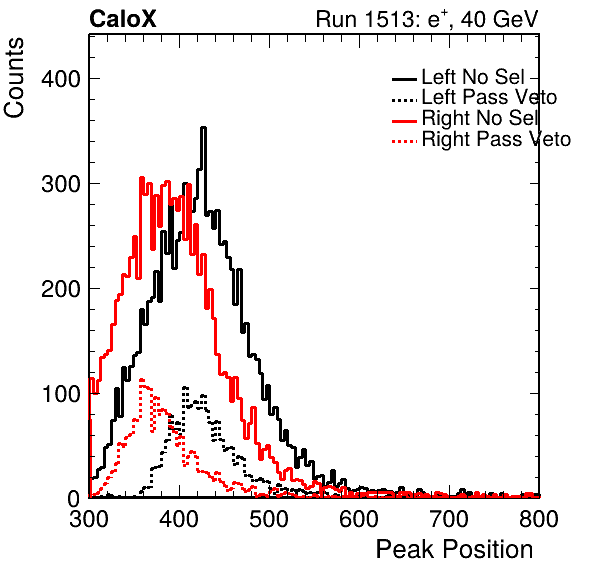 CaloX Run 1513: e+, 40 GeV
Counts
Left No Sel
Left Pass Veto
Right No Sel
Right Pass Veto
400
300
200
100
0
300 400 500 600 700 800
Peak Position